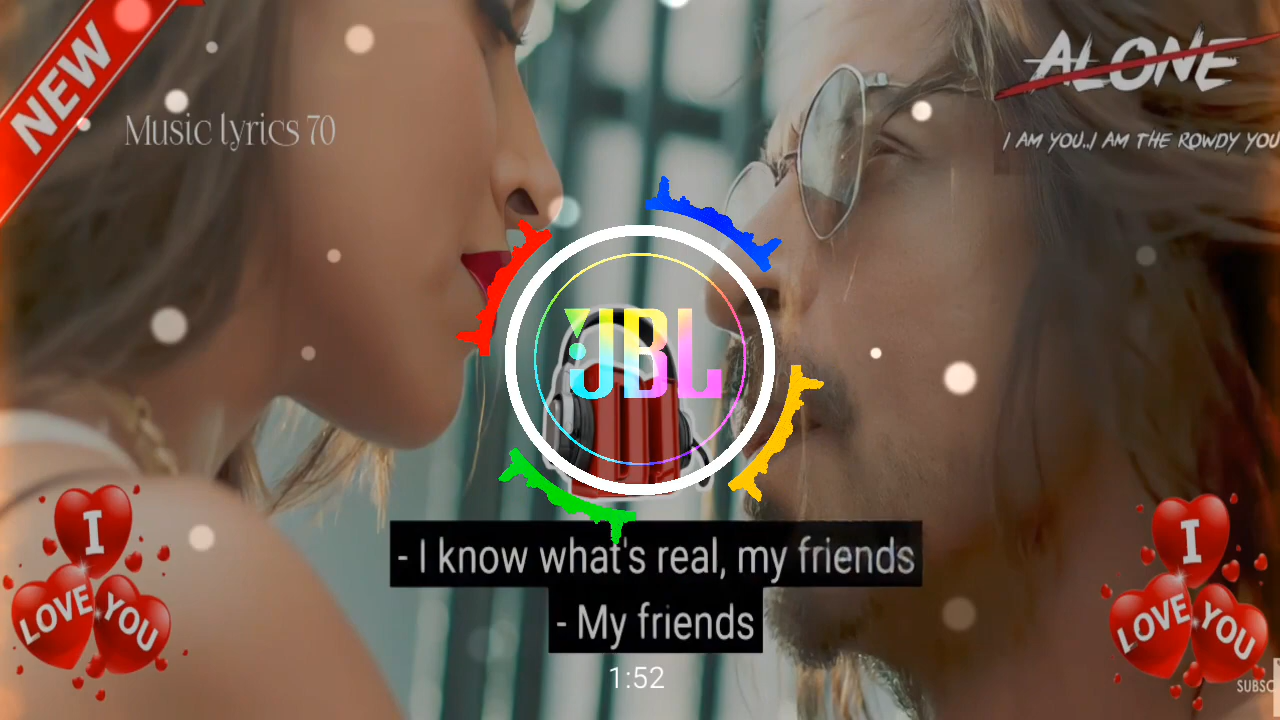 NEW
Music lyrics 70
ALONE
I AM YOU..I AM THE ROWDY YOU
JBL
I
LOVE YOU
I
LOVE YOU
- I know what's real, my friends
- My friends
1:52